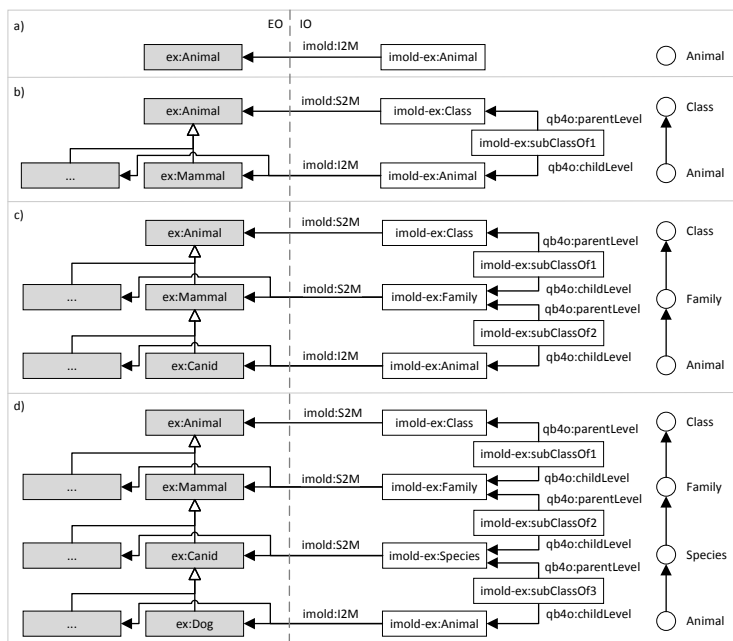 EO IO
a)
ex:Animal imold:I2M imold-ex:Animal Animal
b)
ex:Animal imold:S2M imold-ex:Class Class
qb4o:parentLevel
imold-ex:subClassOf1
qb4o:childLevel
... ex:Mammal imold:I2M imold-ex:Animal Animal
c)
ex:Animal imold:S2M imold-ex:Class Class
qb4o:parentLevel
imold-ex:subClassOf1
qb4o:childLevel
... ex:Mammal imold:S2M imold-ex:Family Family
qb4o:parentLevel
imold-ex:subClassOf2
qb4o:childLevel
... ex:Canid imold:I2M imold-ex:Animal Animal
d)
ex:Animal imold:S2M imold-ex:Class Class
qb4o:parentLevel
imold-ex:subClassOf1
qb4o:childLevel
... ex:Mammal imold:S2M imold-ex:Family Family
qb4o:parentLevel
imold-ex:subClassOf2
qb4o:childLevel
... ex:Canid imold:S2M imold-ex:Species Species
qb4o:parentLevel
imold-ex:subClassOf3
qb4o:childLevel
... ex:Dog imold:I2M imold-ex:Animal Animal